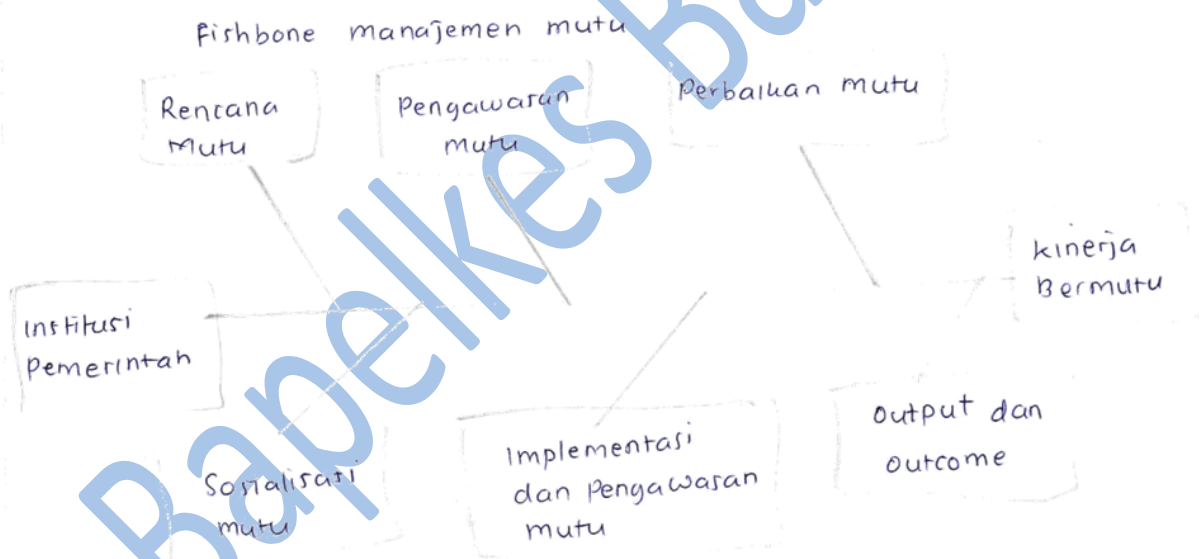 Fishbone manajemen mutu
Rencana
Mutu
Pengawasan
mutu
Perbaikan mutu
kinerja
Bermutu
Institusi
Pemerintah
Sosialisasi
mutu
Implementasi
dan Pengawasan
mutu
Output dan
Outcome
Bapelkes Ba